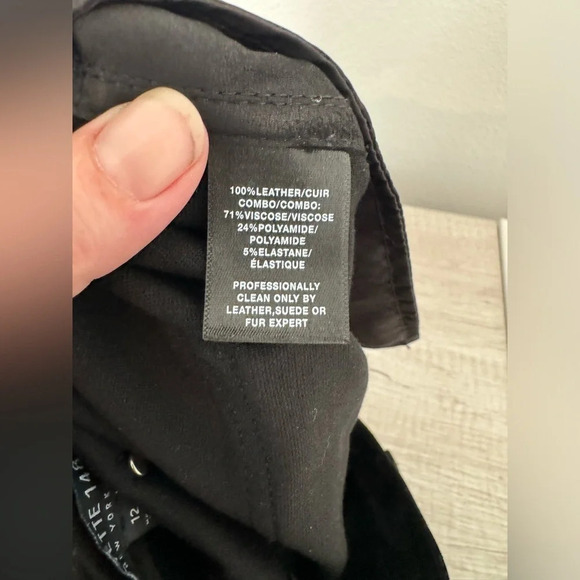 100%LEATHER/CUIR
COMBO/COMBO:
71%VISCOSE/VISCOSE
24%POLYAMIDE/
POLYAMIDE
5%ELASTANE/
ÉLASTIQUE
PROFESSIONALLY
CLEAN ONLY BY
LEATHER,SUEDE OR
FUR EXPERT
12